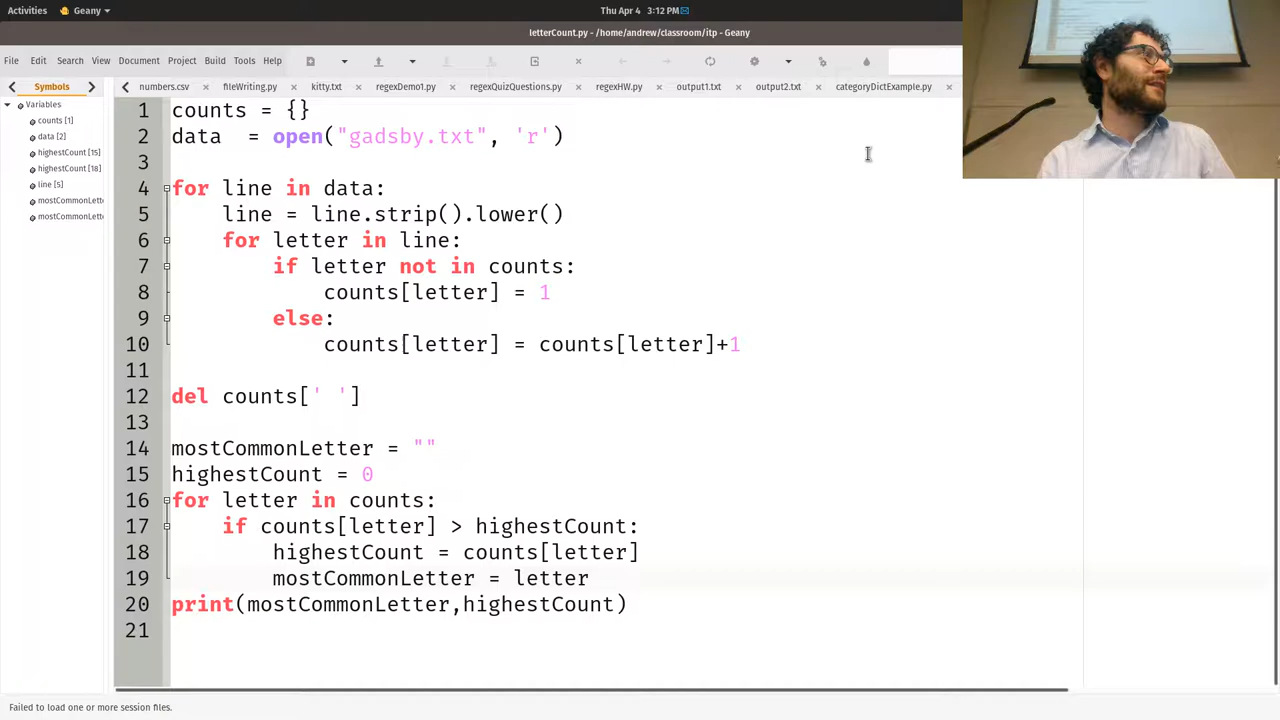 Activities Geany Thu Apr 4 3:12 PM
letterCount.py - /home/andrew/classroom/itp - Geany
File Edit Search View Document Project Build Tools Help
Symbols numbers.csv fileWriting.py kitty.txt regexDemo1.py regexQuizQuestions.py regexHW.py output1.txt output2.txt categoryDictExample.py
Variables
counts [1]
data [2]
highestCount [15]
highestCount [18]
line [5]
mostCommonLett
mostCommonLett
1 counts = {}
2 data  = open("gadsby.txt", 'r')
3
4 for line in data:
5     line = line.strip().lower()
6     for letter in line:
7         if letter not in counts:
8             counts[letter] = 1
9         else:
10             counts[letter] = counts[letter]+1
11
12 del counts[' ']
13
14 mostCommonLetter = ""
15 highestCount = 0
16 for letter in counts:
17     if counts[letter] > highestCount:
18         highestCount = counts[letter]
19         mostCommonLetter = letter
20 print(mostCommonLetter,highestCount)
21
Failed to load one or more session files.